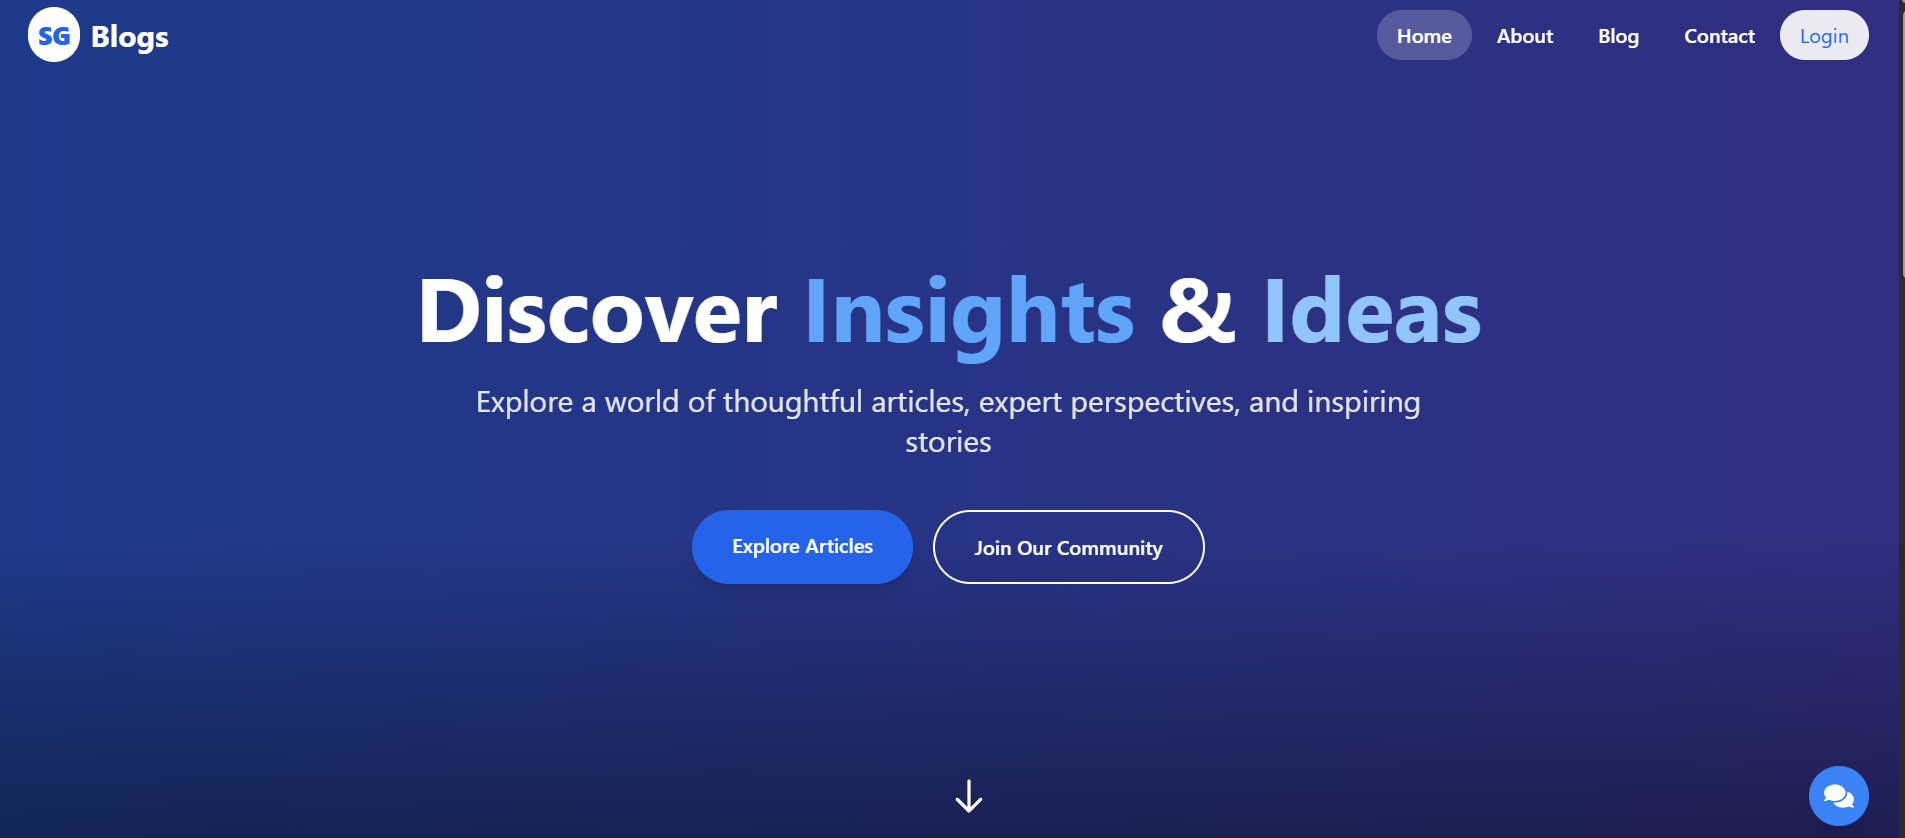 SG Blogs
Home About Blog Contact Login
Discover Insights & Ideas
Explore a world of thoughtful articles, expert perspectives, and inspiring
stories
Explore Articles Join Our Community